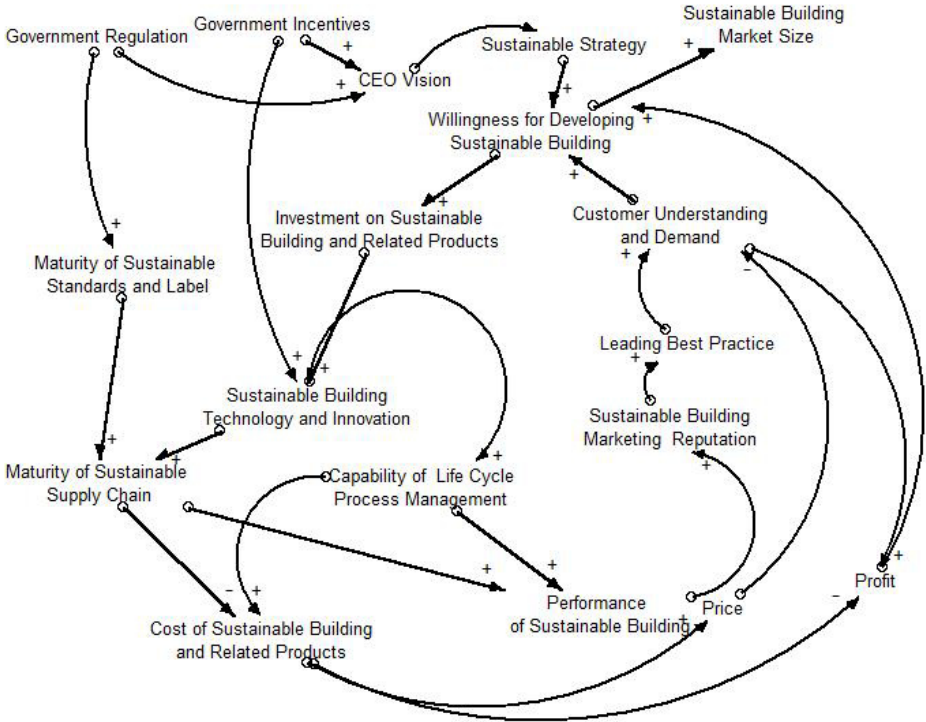 Government Regulation
Government Incentives
Sustainable Building
Market Size
Sustainable Strategy
CEO Vision
+
+
+
+
Willingness for Developing
Sustainable Building
+
+
+
Investment on Sustainable
Building and Related Products
Customer Understanding
and Demand
+
+
−
Maturity of Sustainable
Standards and Label
Leading Best Practice
+
+
+
Sustainable Building
Technology and Innovation
Sustainable Building
Marketing Reputation
+
+
+
+
Maturity of Sustainable
Supply Chain
Capability of Life Cycle
Process Management
+
+
+
−
+
−
Profit
Performance
of Sustainable Building
+
Price
Cost of Sustainable Building
and Related Products